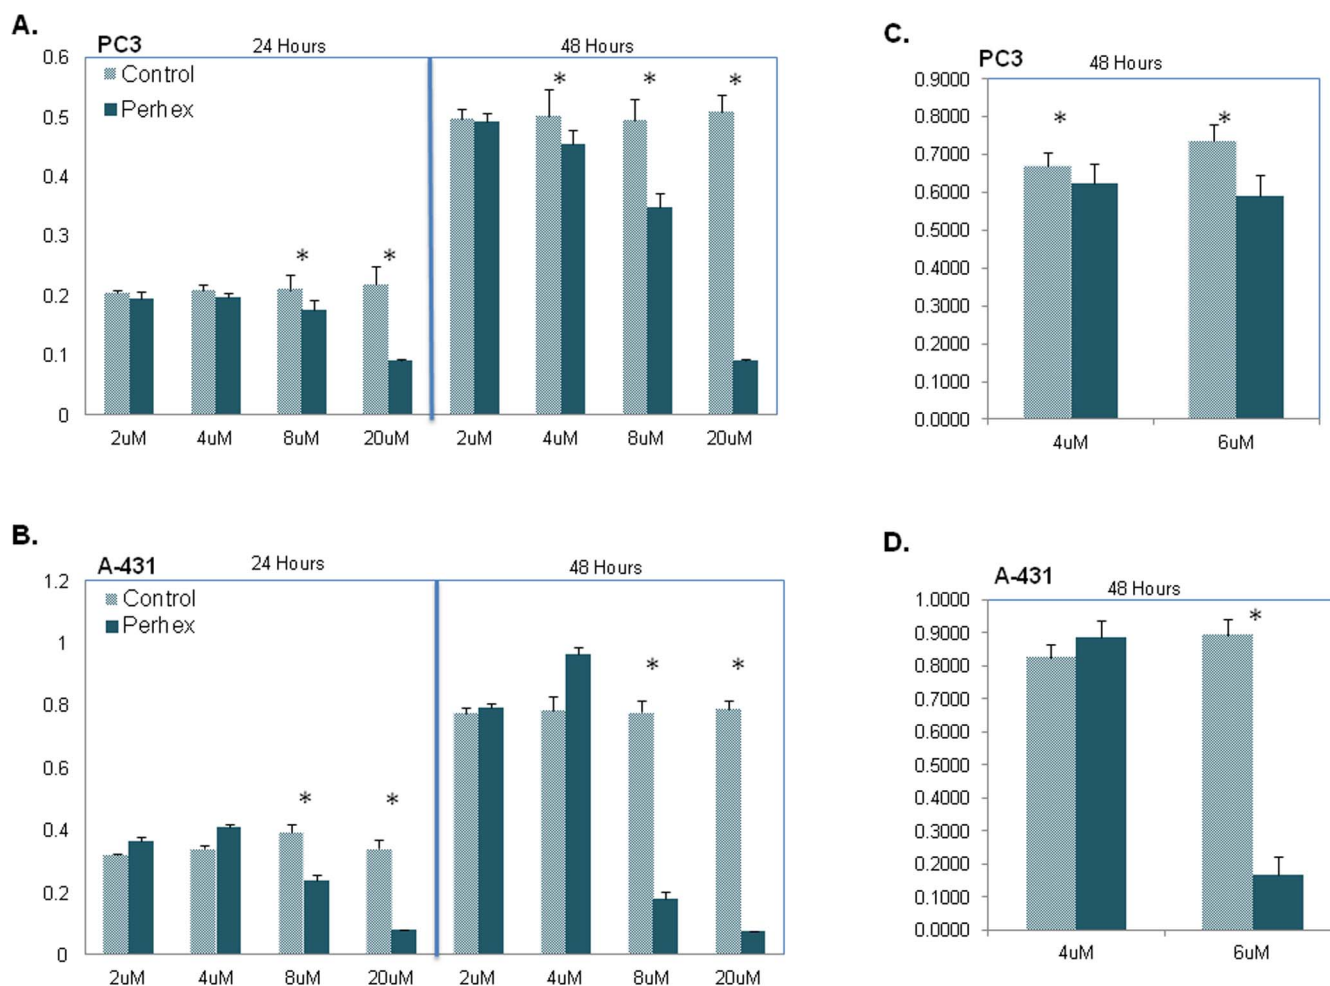 A.
PC3
24 Hours
48 Hours
Control
Perhex
0.6
0.5
0.4
0.3
0.2
0.1
0
*
*
*
*
*
2uM
4uM
8uM
20uM
2uM
4uM
8uM
20uM
C.
PC3
48 Hours
0.9000
0.8000
0.7000
0.6000
0.5000
0.4000
0.3000
0.2000
0.1000
0.0000
*
*
4uM
6uM
B.
A-431
24 Hours
48 Hours
Control
Perhex
1.2
1
0.8
0.6
0.4
0.2
0
*
*
*
*
2uM
4uM
8uM
20uM
2uM
4uM
8uM
20uM
D.
A-431
48 Hours
1.0000
0.9000
0.8000
0.7000
0.6000
0.5000
0.4000
0.3000
0.2000
0.1000
0.0000
*
4uM
6uM